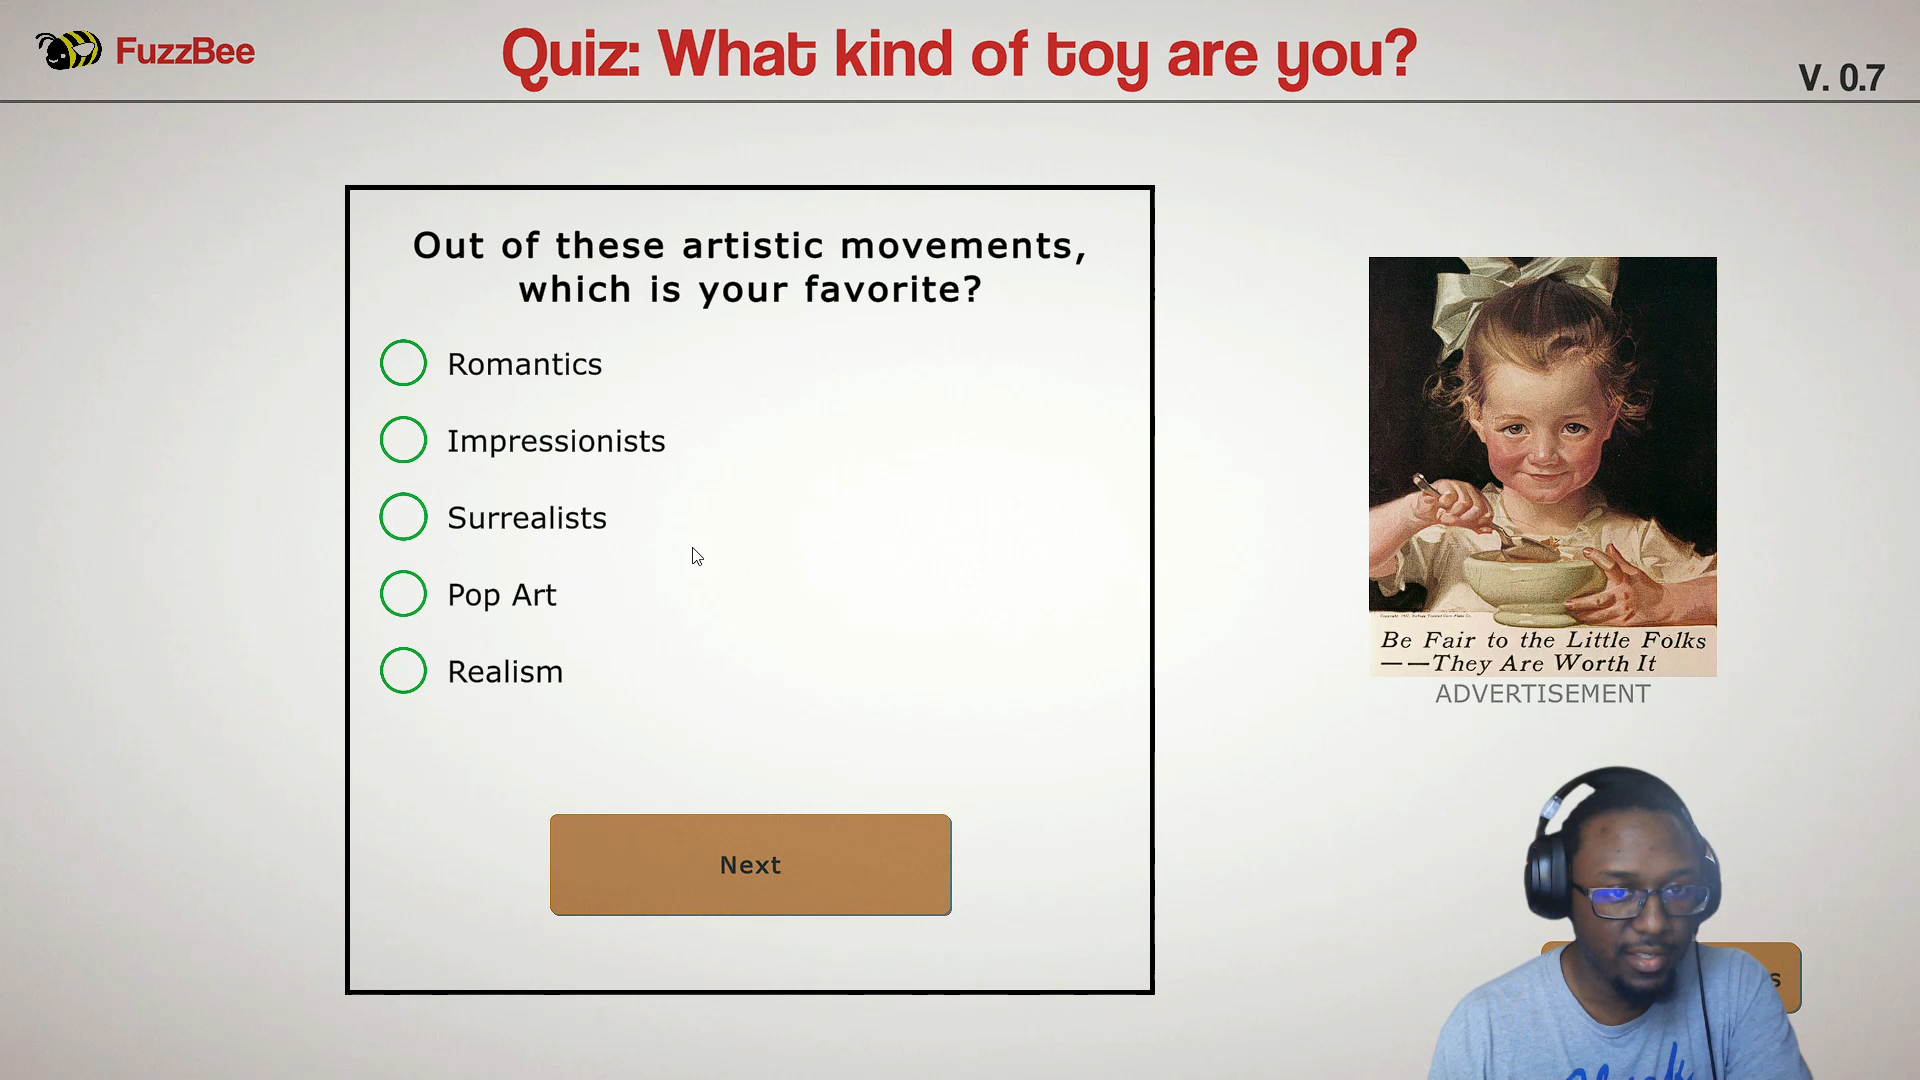 FuzzBee
Quiz: What kind of toy are you?
V. 0.7
Out of these artistic movements,
which is your favorite?
Romantics
Impressionists
Surrealists
Pop Art
Realism
Next
Be Fair to the Little Folks
——They Are Worth It
ADVERTISEMENT
s